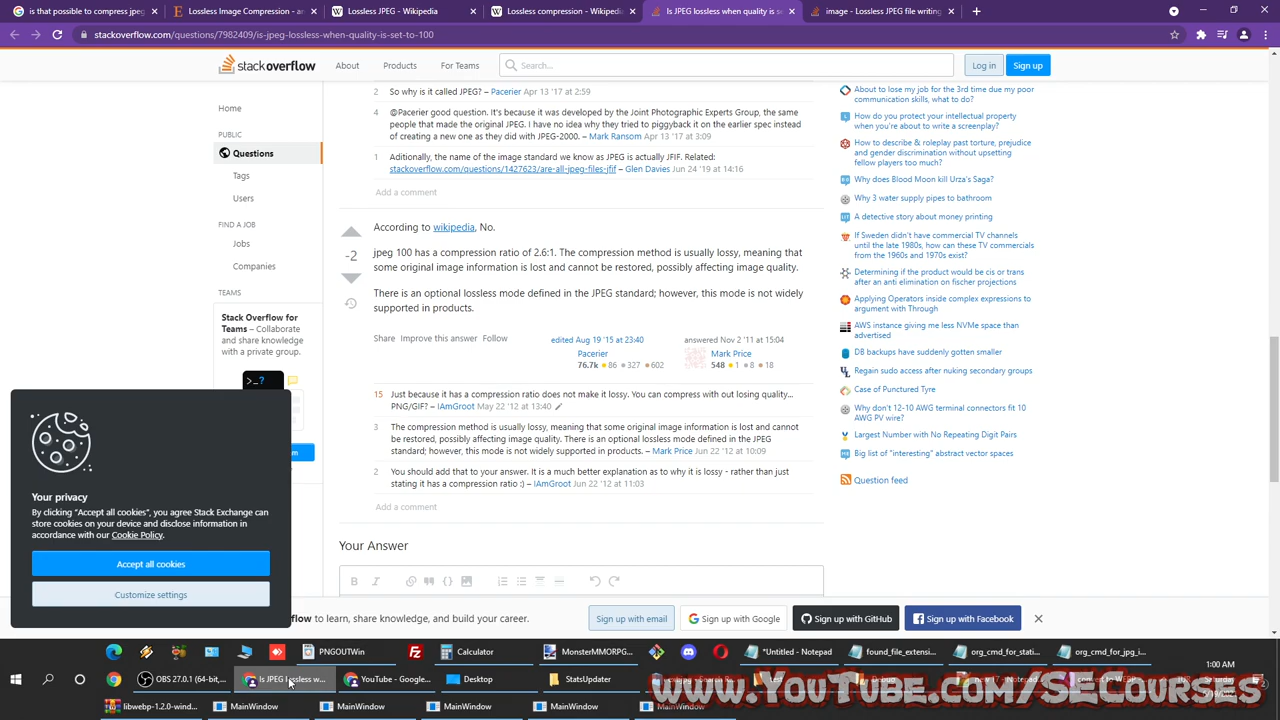 is that possible to compress jpeg
Lossless i
Lossless c
Lossless JPEG - Wikipedia
Is JPEG lossless when quality is s
image - Lossless JPEG
stackoverflow.com/questions/7982409/is-jpeg-lossless-when-quality-is-set-to-100
stack overflow
About
Products
For Teams
Search...
Log in
Sign up
Home
PUBLIC
Questions
Tags
Users
FIND A JOB
Jobs
Companies
TEAMS
Stack Overflow for
Teams – Collaborate
and share knowledge
with a private group.
>_?
2 So why is it called JPEG? – Pacerier Apr 13 '17 at 2:59
4 @Pacerier good question. It's because it was developed by the Joint Photographic Experts Group, the same
people that made the original JPEG. I have no idea why they tried to piggyback it on the earlier spec instead
of creating a new one as they did with JPEG-2000. – Mark Ransom Apr 13 '17 at 3:09
1 Aditionally, the name of the image standard we know as JPEG is actually JFIF. Related:
stackoverflow.com/questions/1427623/are-all-jpeg-files-jfif – Glen Davies Jun 24 '19 at 14:16
Add a comment
According to wikipedia, No.
-2
jpeg 100 has a compression ratio of 2.6:1. The compression method is usually lossy, meaning that
some original image information is lost and cannot be restored, possibly affecting image quality.
There is an optional lossless mode defined in the JPEG standard; however, this mode is not widely
supported in products.
Share Improve this answer Follow
edited Aug 19 '15 at 23:40
Pacerier
76.7k 86 327 602
answered Nov 2 '11 at 15:04
Mark Price
548 1 8 18
15 Just because it has a compression ratio does not make it lossy. You can compress with out losing quality...
PNG/GIF? – IAmGroot May 22 '12 at 13:40
3 The compression method is usually lossy, meaning that some original image information is lost and cannot
be restored, possibly affecting image quality. There is an optional lossless mode defined in the JPEG
standard; however, this mode is not widely supported in products. – Mark Price Jun 22 '12 at 10:09
2 You should add that to your answer. It is a much better explanation as to why it is lossy - rather than just
stating it has a compression ratio :) – IAmGroot Jun 22 '12 at 11:03
Add a comment
Your Answer
About to lose my job for the 3rd time due my poor
communication skills, what to do?
How do you protect your intellectual property
when you're about to write a screenplay?
How to describe & roleplay past torture, prejudice
and gender discrimination without upsetting
fellow players too much?
Why does Blood Moon kill Urza's Saga?
Why 3 water supply pipes to bathroom
A detective story about money printing
If Sweden didn't have commercial TV channels
until the late 1980s, how can these TV commercials
from the 1960s and 1970s exist?
Determining if the product would be cis or trans
after an anti elimination on fischer projections
Applying Operators inside complex expressions to
argument with Through
AWS instance giving me less NVMe space than
advertised
DB backups have suddenly gotten smaller
Regain sudo access after nuking secondary groups
Case of Punctured Tyre
Why don't 12-10 AWG terminal connectors fit 10
AWG PV wire?
Largest Number with No Repeating Digit Pairs
Big list of "interesting" abstract vector spaces
Question feed
Your privacy
By clicking "Accept all cookies", you agree Stack Exchange can
store cookies on your device and disclose information in
accordance with our Cookie Policy.
Accept all cookies
Customize settings
flow to learn, share knowledge, and build your career.
Sign up with email
Sign up with Google
Sign up with GitHub
Sign up with Facebook
PNGOUTWin
Calculator
MonsterMMORPG...
*Untitled - Notepad
found_file_extensi...
org_cmd_for_stati...
org_cmd_for_jpg_i...
1:00 AM
OBS 27.0.1 (64-bit,...
Is JPEG lossless w...
YouTube - Google...
Desktop
StatsUpdater
www.YouTube.com/SECourses
libwebp-1.2.0-wind...
MainWindow
MainWindow
MainWindow
MainWindow